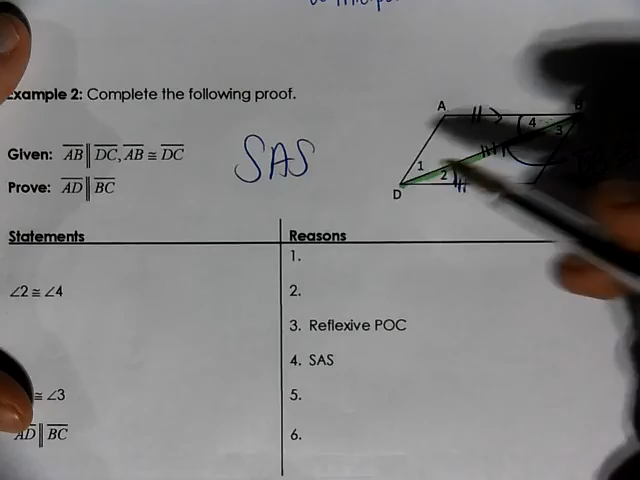 Example 2: Complete the following proof.
Given: AB ∥ DC, AB ≅ DC
SAS
Prove: AD ∥ BC
A
B
4
3
1
2
D
Statements
Reasons
1.
∠2 ≅ ∠4
2.
3. Reflexive POC
4. SAS
≅ ∠3
5.
AD ∥ BC
6.